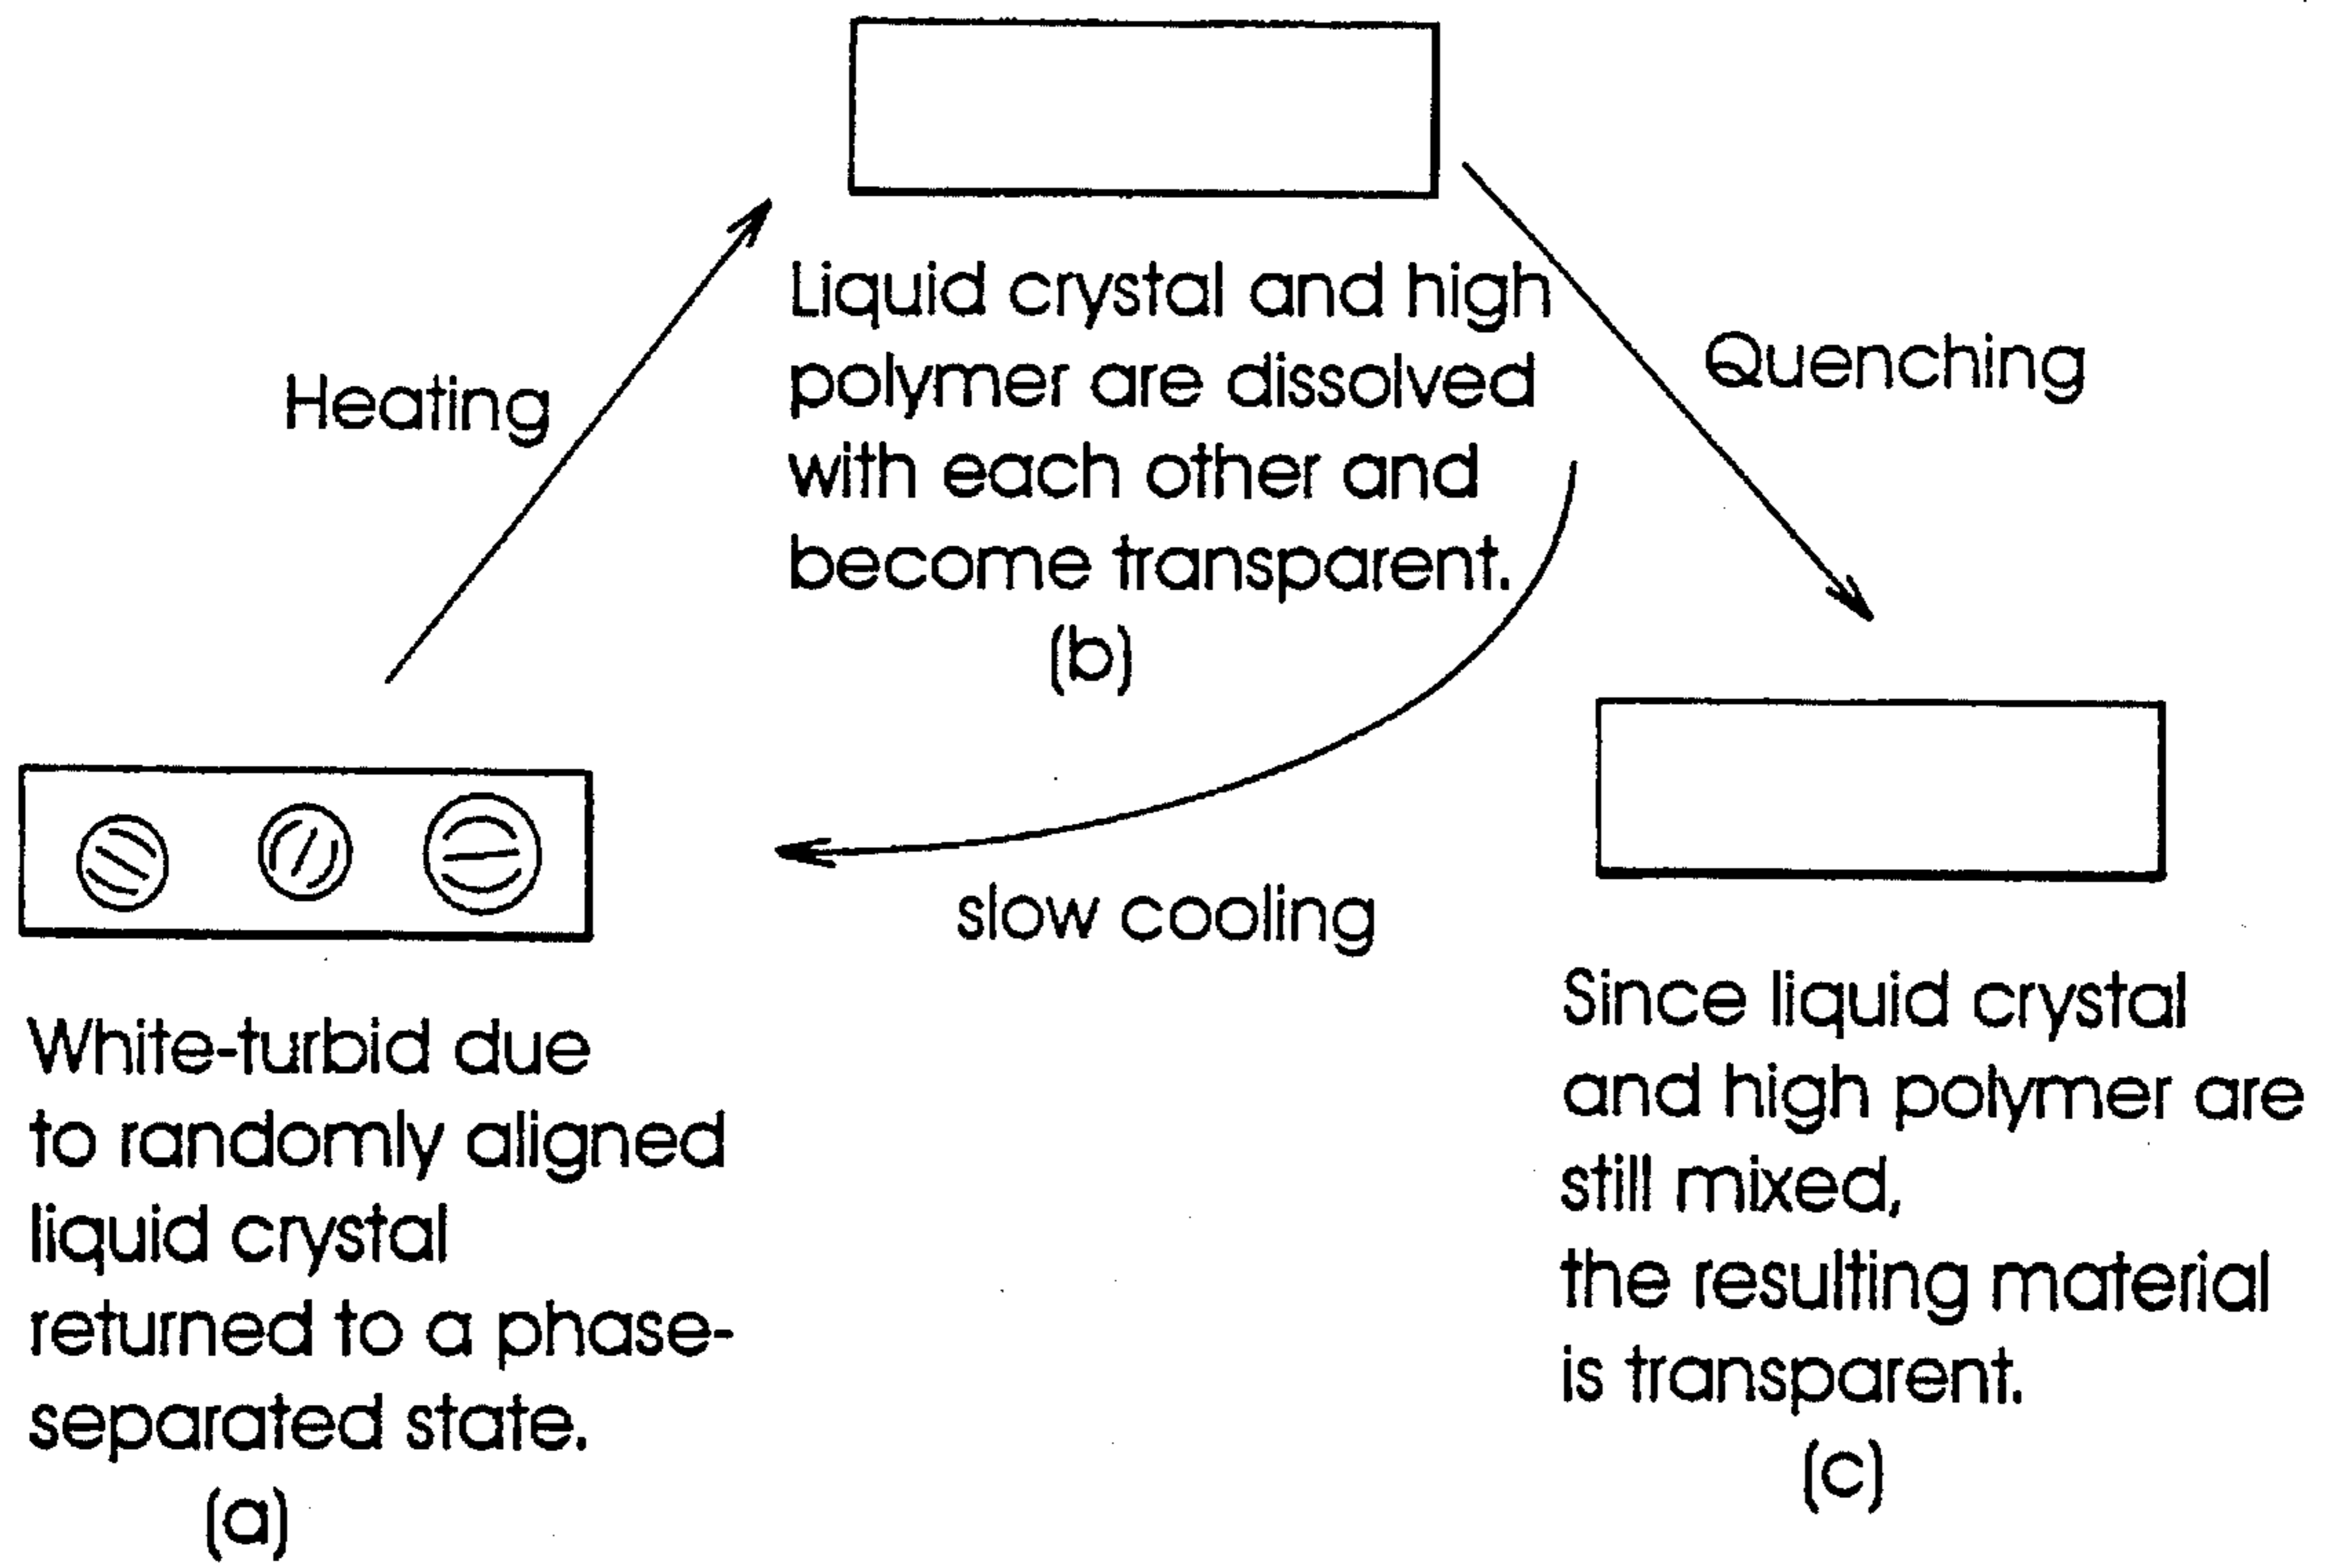 Heating
Liquid crystal and high
polymer are dissolved
with each other and
become transparent.
(b)
Quenching
slow cooling
White-turbid due
to randomly aligned
liquid crystal
returned to a phase-
separated state.
(a)
Since liquid crystal
and high polymer are
still mixed,
the resulting material
is transparent.
(c)